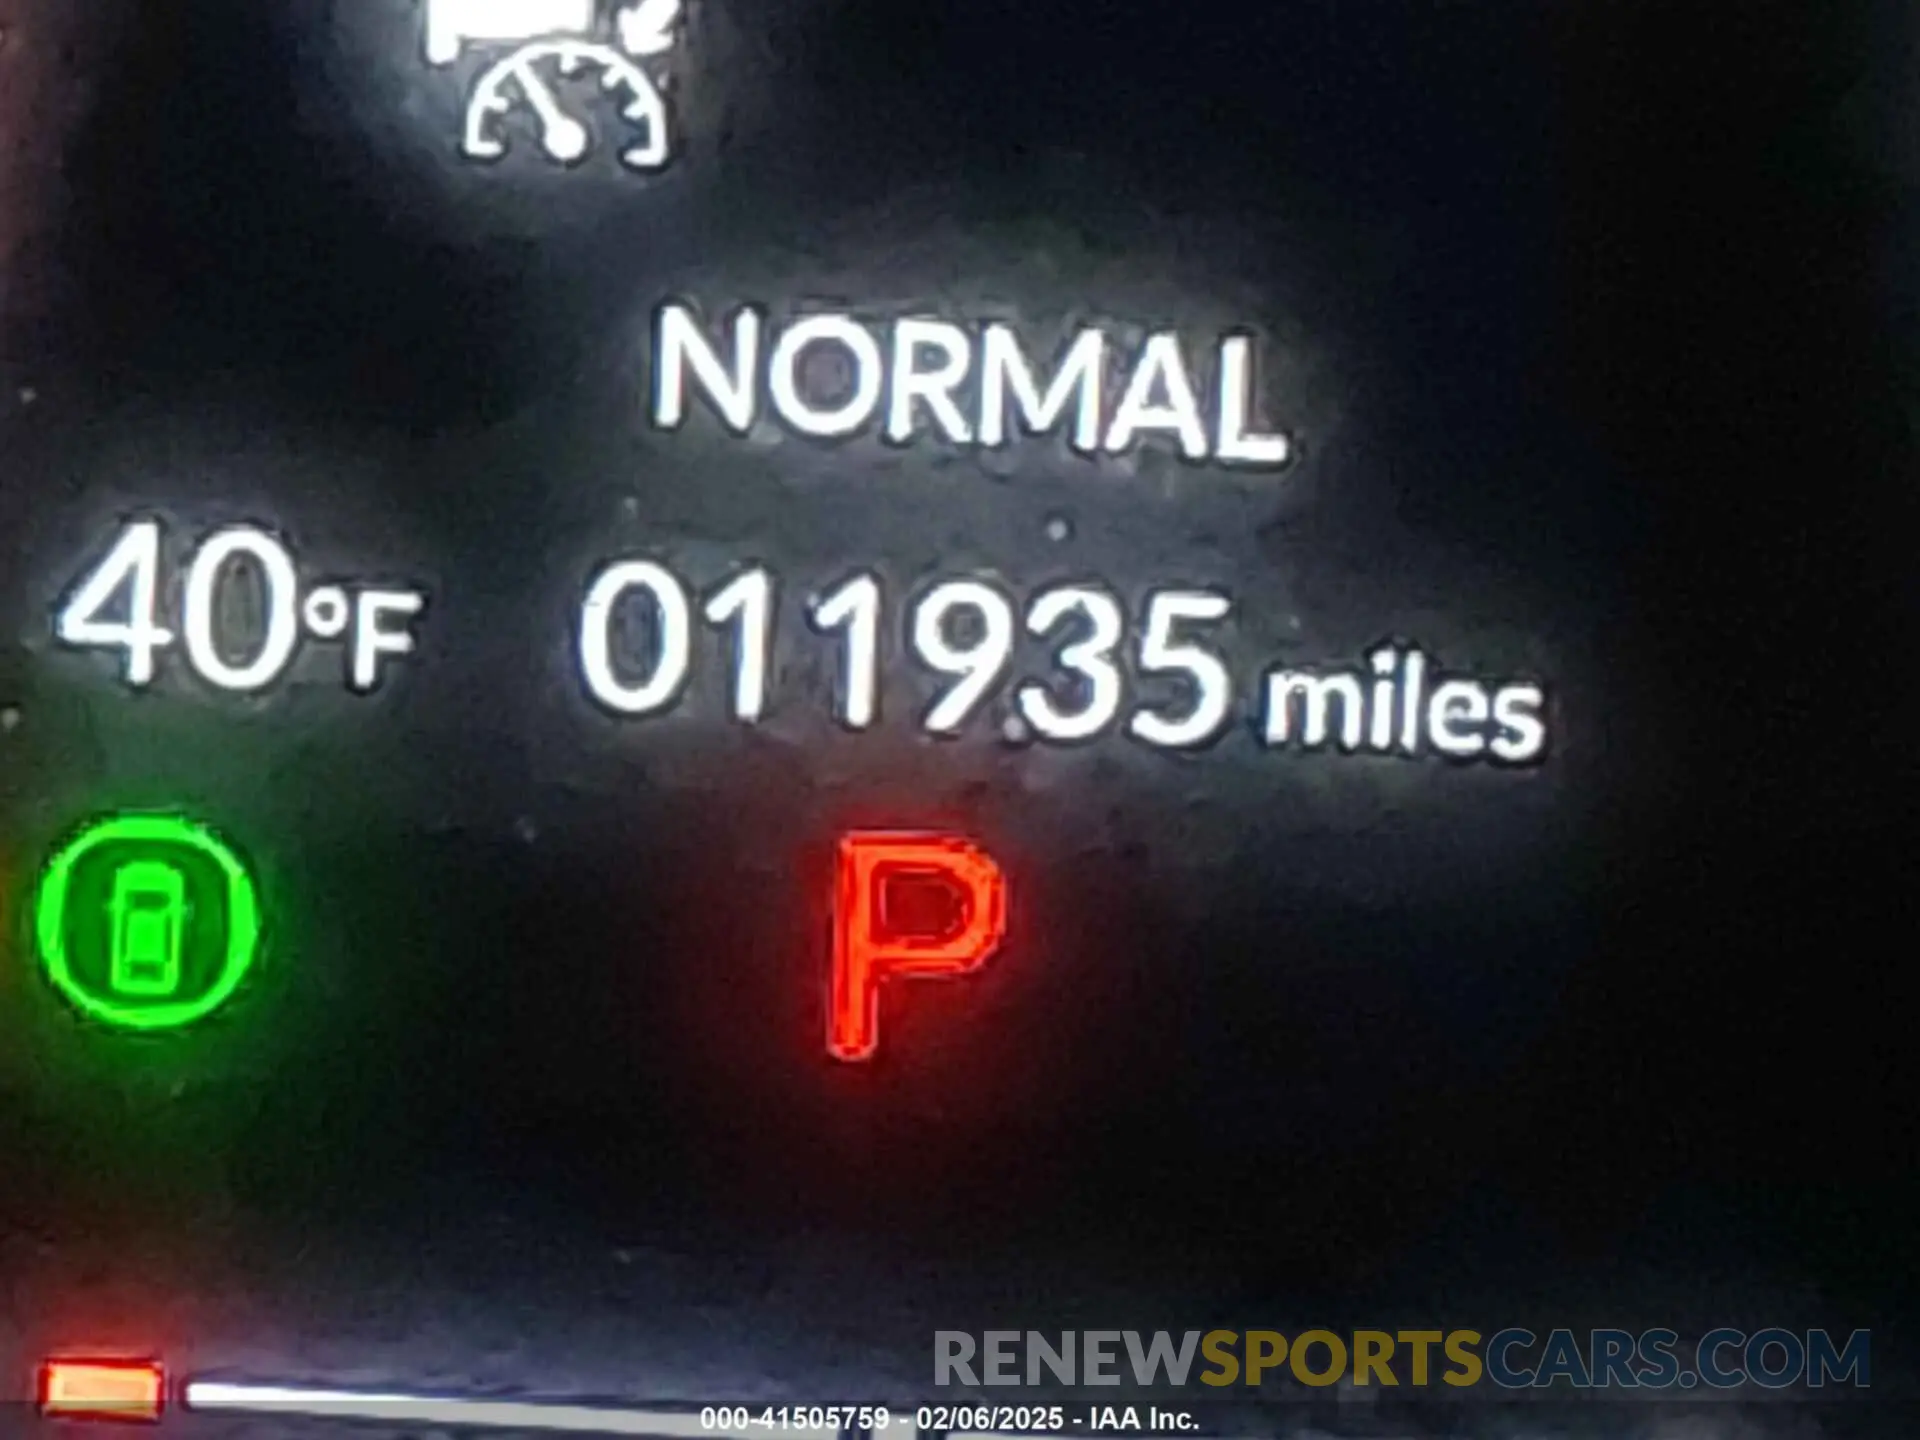 NORMAL
40°F 011935 miles
P
RENEWSPORTSCARS.COM
000-41505759 - 02/06/2025 - IAA Inc.